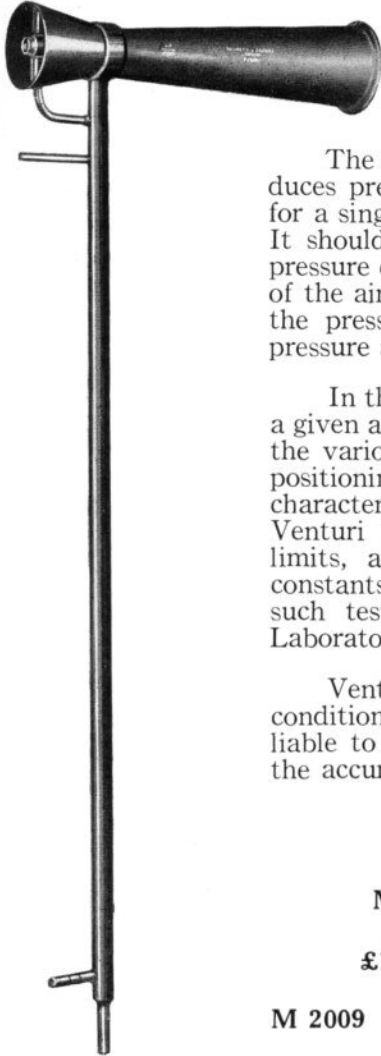 The
duces pre
for a sing
It should
pressure
of the air
the press
pressure
In th
a given a
the vario
positionin
character
Venturi
limits, a
constants
such tes
Laborato
Vent
condition
liable to
the accur
£
M 2009